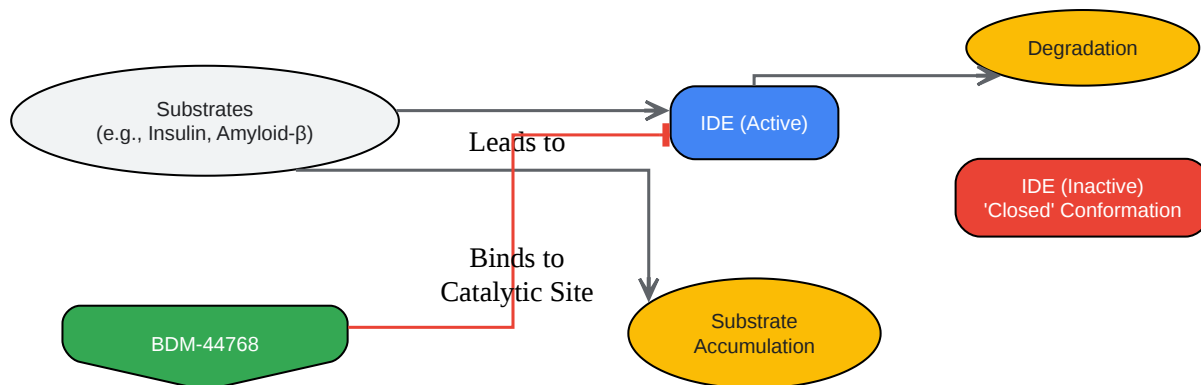 Degradation
Substrates
(e.g., Insulin, Amyloid-β)
IDE (Active)
Leads to
IDE (Inactive)
'Closed' Conformation
Binds to
Catalytic Site
Substrate
Accumulation
BDM-44768